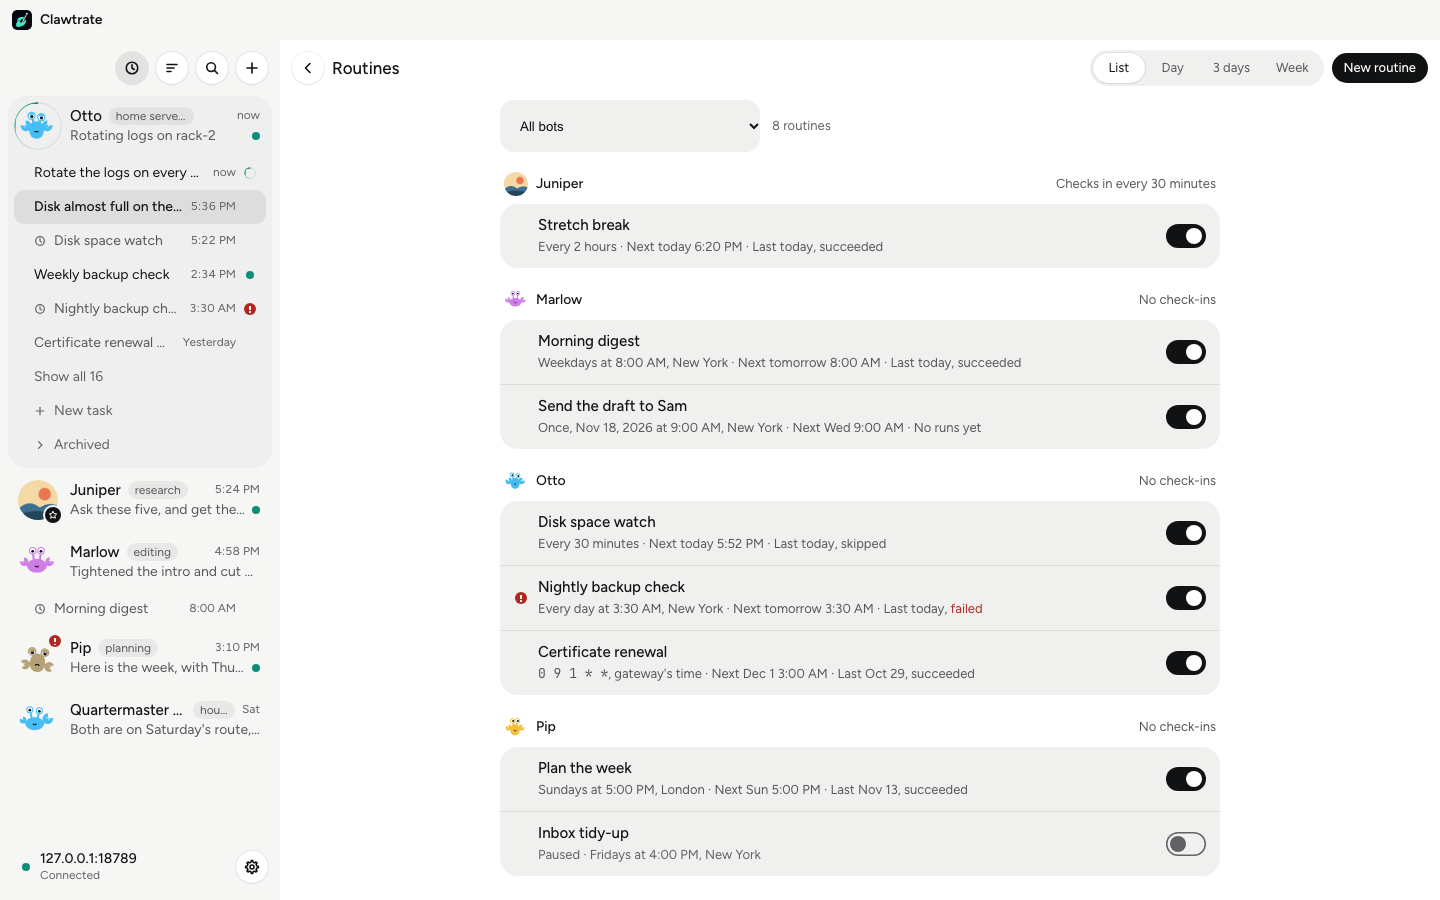 Clawtrate
Otto home serve... now
Rotating logs on rack-2
Rotate the logs on every ... now
Disk almost full on the... 5:36 PM
Disk space watch 5:22 PM
Weekly backup check 2:34 PM
Nightly backup ch... 3:30 AM
Certificate renewal ... Yesterday
Show all 16
New task
Archived
Juniper research 5:24 PM
Ask these five, and get the...
Marlow editing 4:58 PM
Tightened the intro and cut ...
Morning digest 8:00 AM
Pip planning 3:10 PM
Here is the week, with Thu...
Quartermaster ... hou... Sat
Both are on Saturday's route,...
127.0.0.1:18789
Connected
Routines
List Day 3 days Week New routine
All bots 8 routines
Juniper Checks in every 30 minutes
Stretch break
Every 2 hours · Next today 6:20 PM · Last today, succeeded
Marlow No check-ins
Morning digest
Weekdays at 8:00 AM, New York · Next tomorrow 8:00 AM · Last today, succeeded
Send the draft to Sam
Once, Nov 18, 2026 at 9:00 AM, New York · Next Wed 9:00 AM · No runs yet
Otto No check-ins
Disk space watch
Every 30 minutes · Next today 5:52 PM · Last today, skipped
Nightly backup check
Every day at 3:30 AM, New York · Next tomorrow 3:30 AM · Last today, failed
Certificate renewal
0 9 1 * *, gateway's time · Next Dec 1 3:00 AM · Last Oct 29, succeeded
Pip No check-ins
Plan the week
Sundays at 5:00 PM, London · Next Sun 5:00 PM · Last Nov 13, succeeded
Inbox tidy-up
Paused · Fridays at 4:00 PM, New York